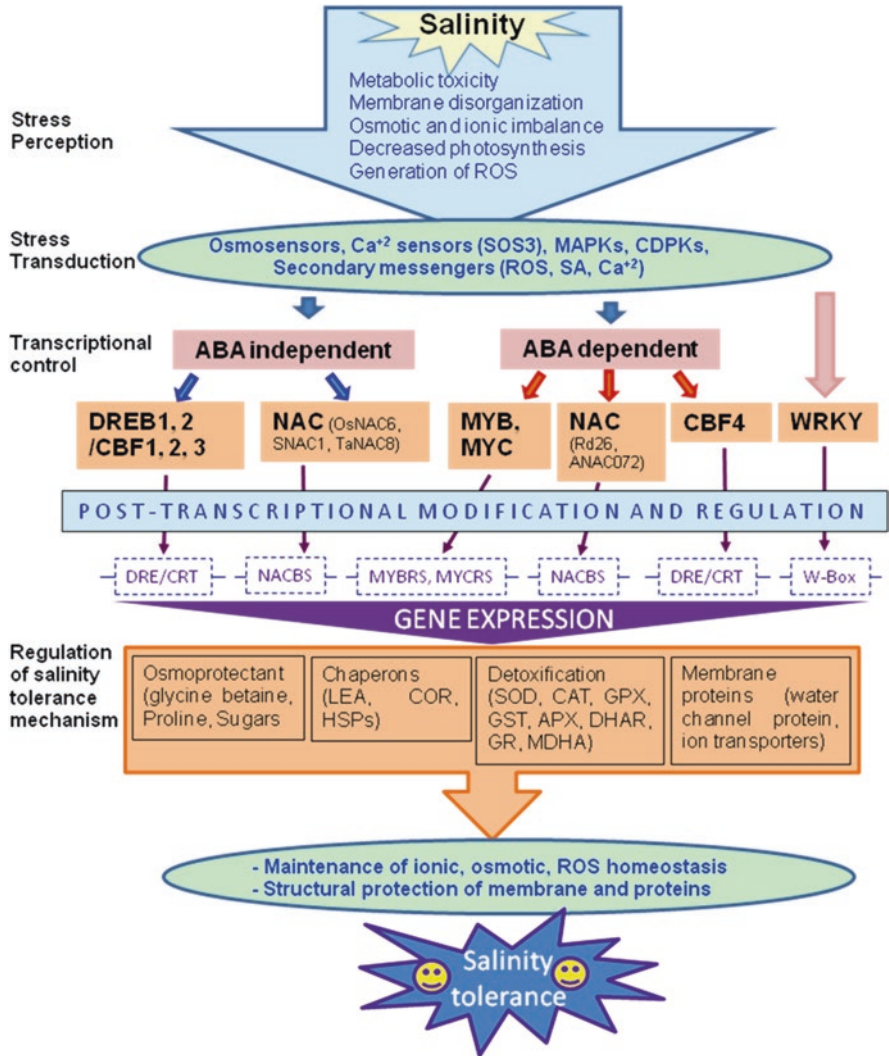 Salinity
Metabolic toxicity
Membrane disorganization
Osmotic and ionic imbalance
Decreased photosynthesis
Generation of ROS
Stress
Perception
Stress
Transduction
Osmosensors, Ca⁺² sensors (SOS3), MAPKs, CDPKs,
Secondary messengers (ROS, SA, Ca⁺²)
Transcriptional
control
ABA independent
ABA dependent
DREB1, 2
/CBF1, 2, 3
NAC (OsNAC6,
SNAC1, TaNAC8)
MYB,
MYC
NAC
(Rd26,
ANAC072)
CBF4
WRKY
POST-TRANSCRIPTIONAL MODIFICATION AND REGULATION
DRE/CRT
NACBS
MYBRS, MYCRS
NACBS
DRE/CRT
W-Box
GENE EXPRESSION
Regulation
of salinity
tolerance
mechanism
Osmoprotectant
(glycine betaine,
Proline, Sugars
Chaperons
(LEA, COR,
HSPs)
Detoxification
(SOD, CAT, GPX,
GST, APX, DHAR,
GR, MDHA)
Membrane
proteins (water
channel protein,
ion transporters)
- Maintenance of ionic, osmotic, ROS homeostasis
- Structural protection of membrane and proteins
Salinity
tolerance